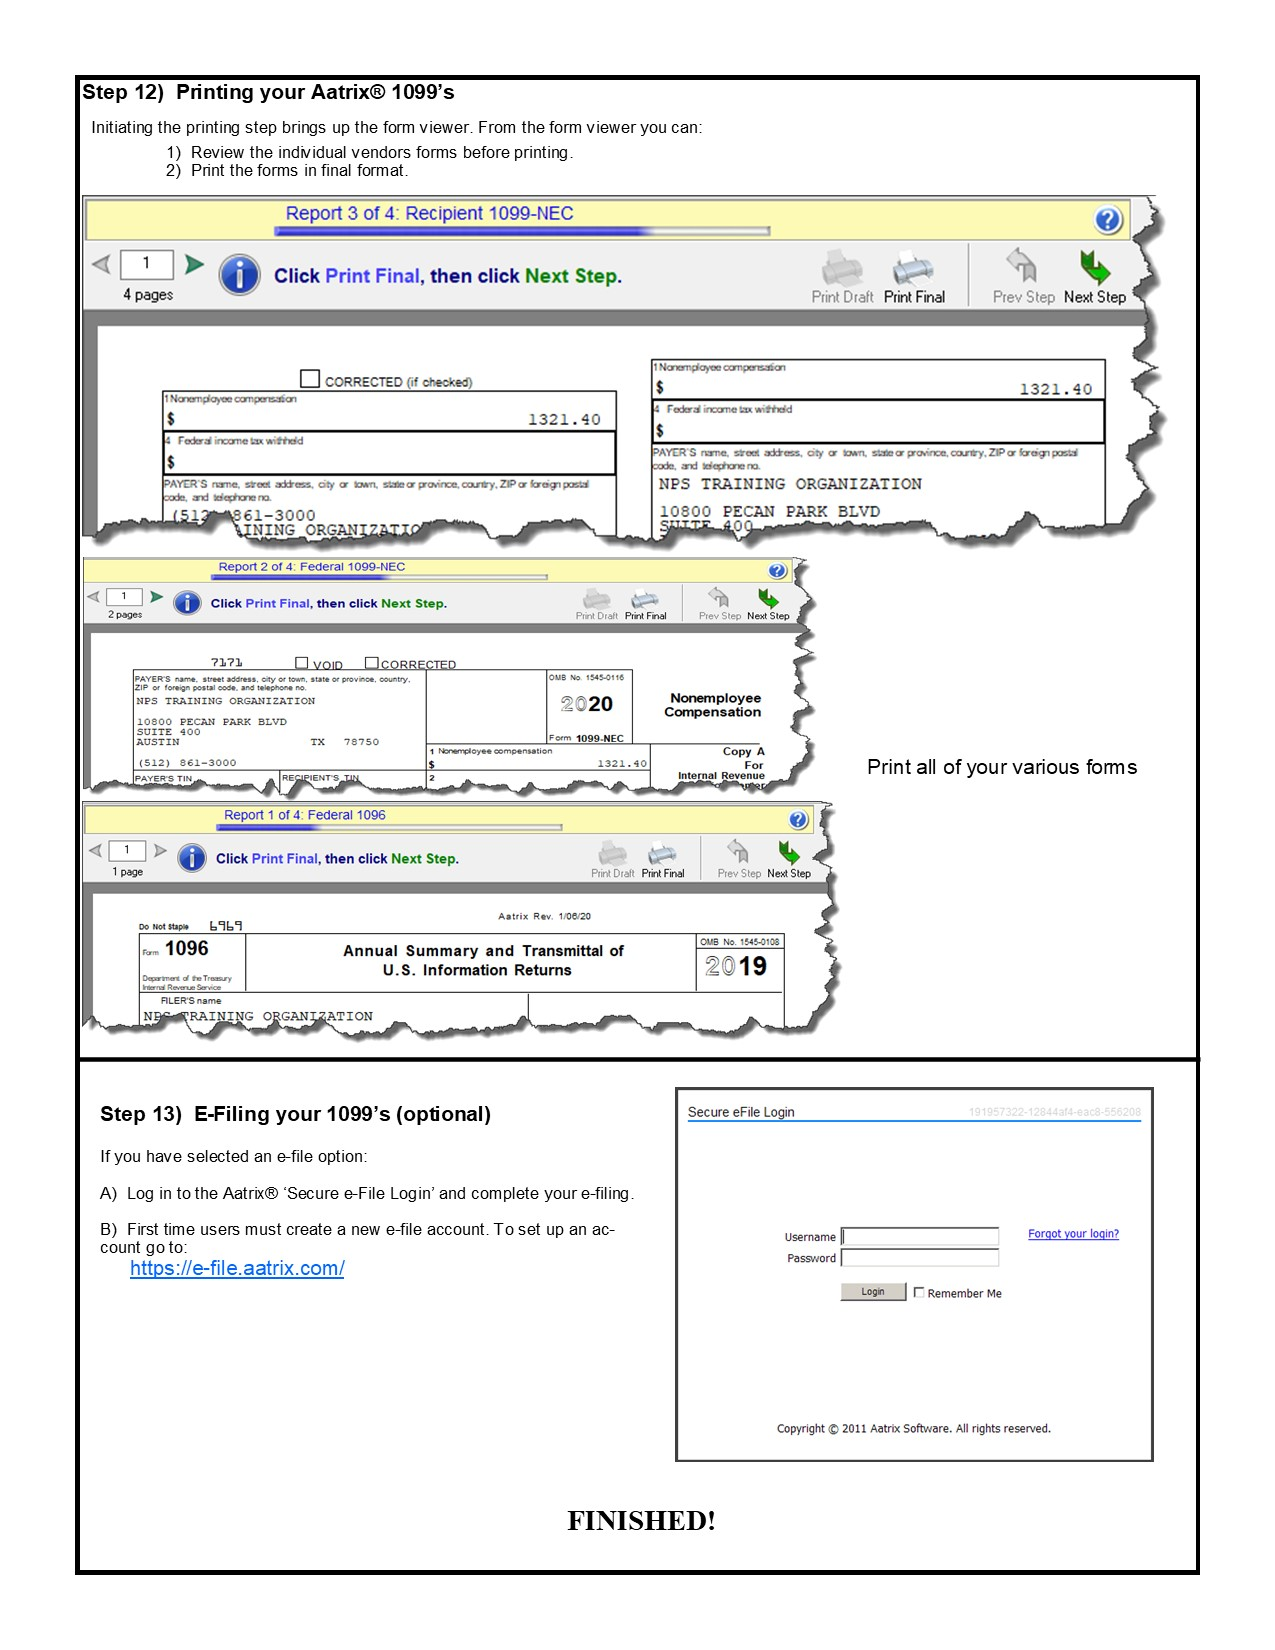 Step 12)  Printing your Aatrix® 1099's
Initiating the printing step brings up the form viewer. From the form viewer you can:
1)  Review the individual vendors forms before printing.
2)  Print the forms in final format.
Report 3 of 4: Recipient 1099-NEC
?
1
4 pages
i
Click Print Final, then click Next Step.
Print Draft
Print Final
Prev Step
Next Step
CORRECTED (if checked)
1 Nonemployee compensation
$ 1321.40
4 Federal income tax withheld
$
PAYER'S name, street address, city or town, state or province, country, ZIP or foreign postal
code, and telephone no.
(512) 861-3000
AINING ORGANIZATIO
1 Nonemployee compensation
$ 1321.40
4 Federal income tax withheld
$
PAYER'S name, street address, city or town, state or province, country, ZIP or foreign postal
code, and telephone no.
NPS TRAINING ORGANIZATION
10800 PECAN PARK BLVD
SUITE 400
Report 2 of 4: Federal 1099-NEC
?
1
2 pages
i
Click Print Final, then click Next Step.
Print Draft
Print Final
Prev Step
Next Step
7171
VOID
CORRECTED
PAYER'S name, street address, city or town, state or province, country,
ZIP or foreign postal code, and telephone no.
NPS TRAINING ORGANIZATION
10800 PECAN PARK BLVD
SUITE 400
AUSTIN TX 78750
(512) 861-3000
PAYER'S TIN
RECIPIENT'S TIN
OMB No. 1545-0116
2020
Form 1099-NEC
Nonemployee
Compensation
1 Nonemployee compensation
$ 1321.40
2
Copy A
For
Internal Revenue
Print all of your various forms
Report 1 of 4: Federal 1096
?
1
1 page
i
Click Print Final, then click Next Step.
Print Draft
Print Final
Prev Step
Next Step
Aatrix Rev. 1/06/20
Do Not Staple 6969
Form 1096
Department of the Treasury
Internal Revenue Service
Annual Summary and Transmittal of
U.S. Information Returns
OMB No. 1545-0108
2019
FILER'S name
NPS TRAINING ORGANIZATION
Step 13)  E-Filing your 1099's (optional)
If you have selected an e-file option:
A)  Log in to the Aatrix® 'Secure e-File Login' and complete your e-filing.
B)  First time users must create a new e-file account. To set up an ac-
count go to:
https://e-file.aatrix.com/
Secure eFile Login
191957322-12844af4-eac8-556208
Username
Forgot your login?
Password
Login
Remember Me
Copyright © 2011 Aatrix Software. All rights reserved.
FINISHED!